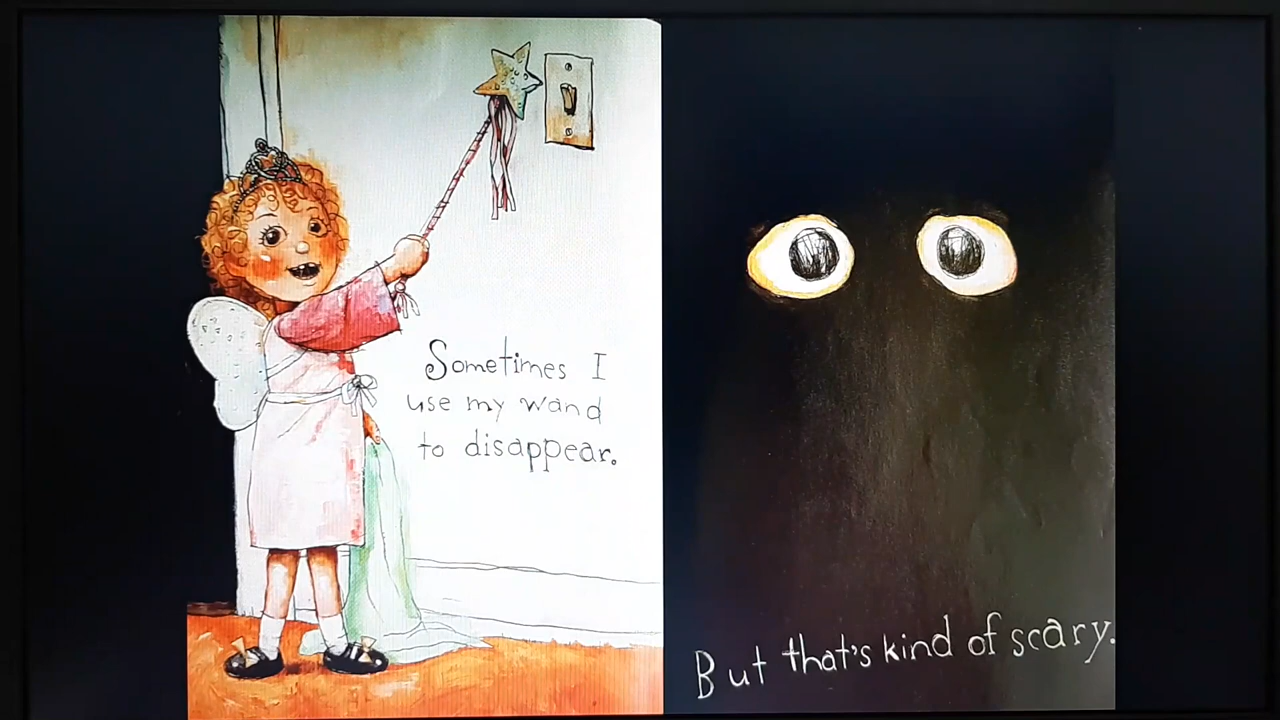 Sometimes I
use my wand
to disappear.
But that's kind of scary.